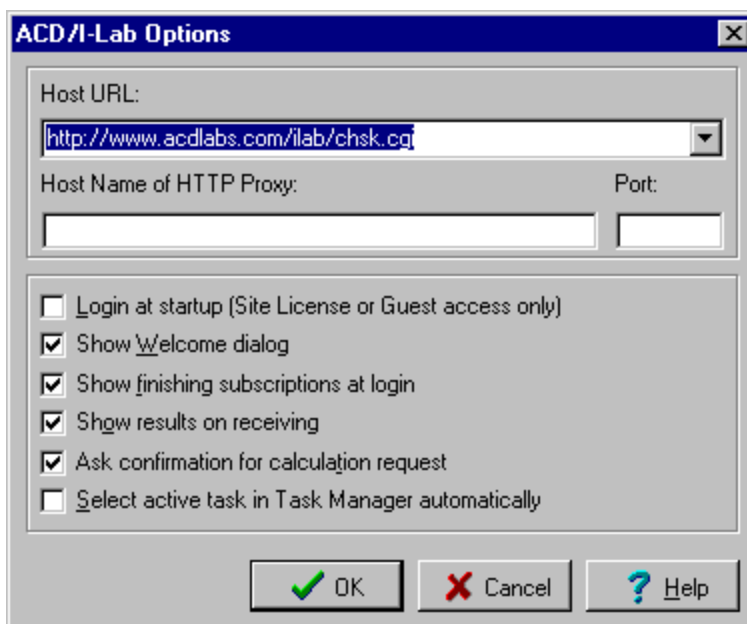 ACD/I-Lab Options
Host URL:
http://www.acdlabs.com/ilab/chsk.cgi
Host Name of HTTP Proxy: Port:
Login at startup (Site License or Guest access only)
Show Welcome dialog
Show finishing subscriptions at login
Show results on receiving
Ask confirmation for calculation request
Select active task in Task Manager automatically
OK Cancel Help